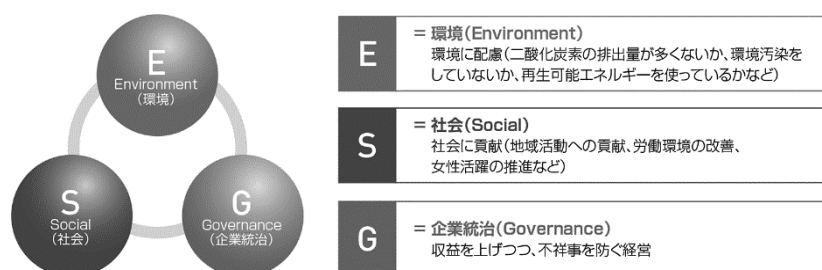 E
Environment
(環境)
S
Social
(社会)
G
Governance
(企業統治)
E
= 環境(Environment)
環境に配慮(二酸化炭素の排出量が多くないか、環境汚染を
していないか、再生可能エネルギーを使っているかなど)
S
= 社会(Social)
社会に貢献(地域活動への貢献、労働環境の改善、
女性活躍の推進など)
G
= 企業統治(Governance)
収益を上げつつ、不祥事を防ぐ経営